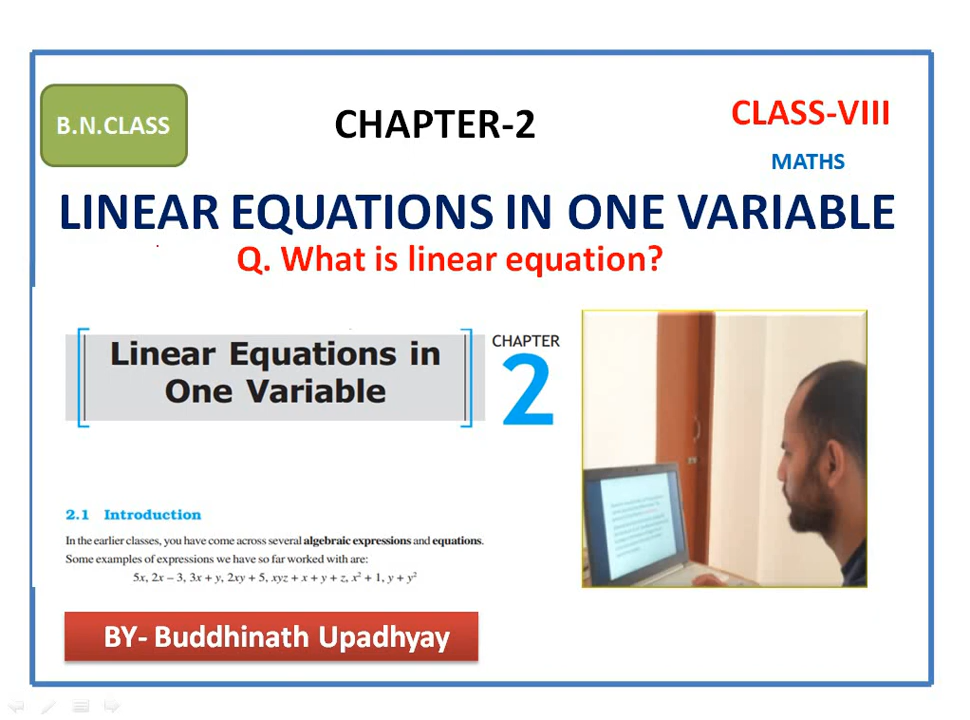 B.N.CLASS
CHAPTER-2
CLASS-VIII
MATHS
LINEAR EQUATIONS IN ONE VARIABLE
Q. What is linear equation?
Linear Equations in
One Variable
CHAPTER
2
2.1 Introduction
In the earlier classes, you have come across several algebraic expressions and equations.
Some examples of expressions we have so far worked with are:
5x, 2x – 3, 3x + y, 2xy + 5, xyz + x + y + z, x² + 1, y + y²
BY- Buddhinath Upadhyay